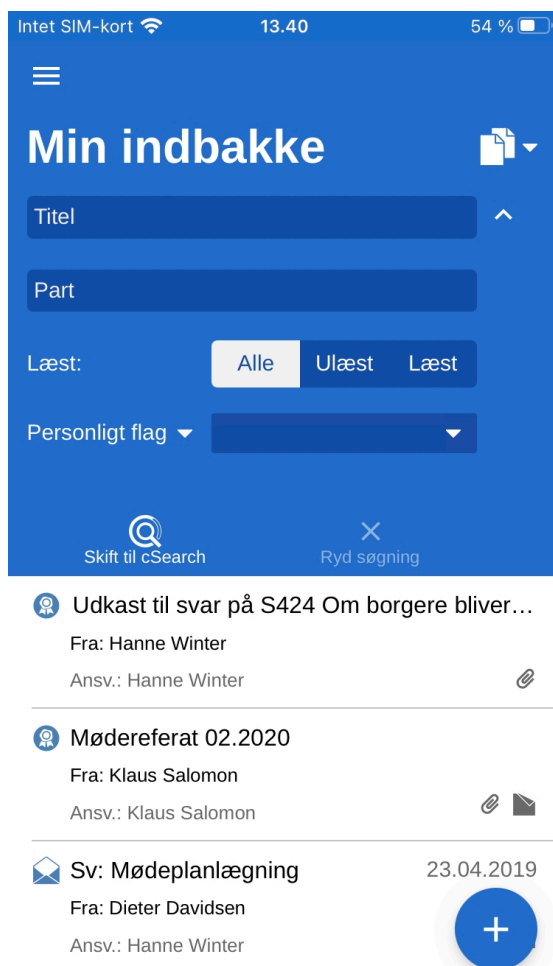 Intet SIM-kort 13.40 54 %
Min indbakke
Titel
Part
Læst: Alle Ulæst Læst
Personligt flag
Skift til cSearch Ryd søgning
Udkast til svar på S424 Om borgere bliver…
Fra: Hanne Winter
Ansv.: Hanne Winter
Mødereferat 02.2020
Fra: Klaus Salomon
Ansv.: Klaus Salomon
Sv: Mødeplanlægning 23.04.2019
Fra: Dieter Davidsen
Ansv.: Hanne Winter